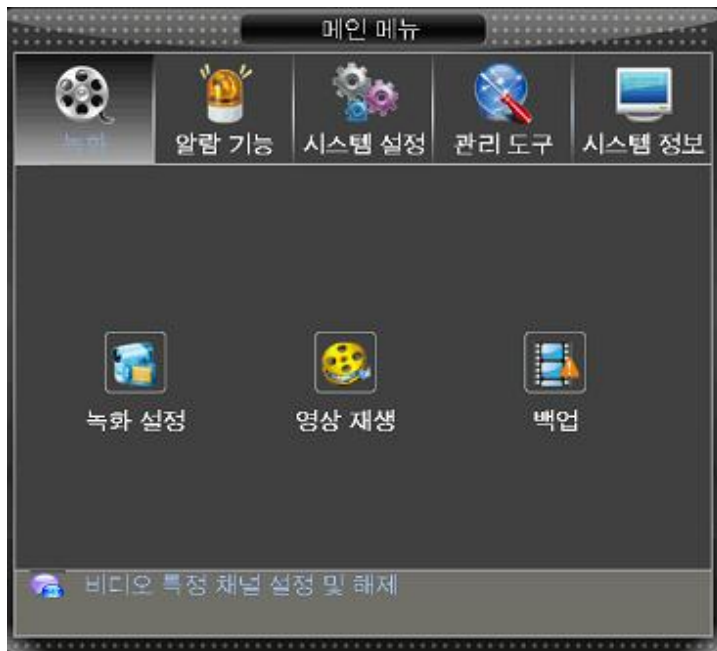 메인 메뉴
녹화
알람 기능
시스템 설정
관리 도구
시스템 정보
녹화 설정
영상 재생
백업
비디오 특정 채널 설정 및 해제